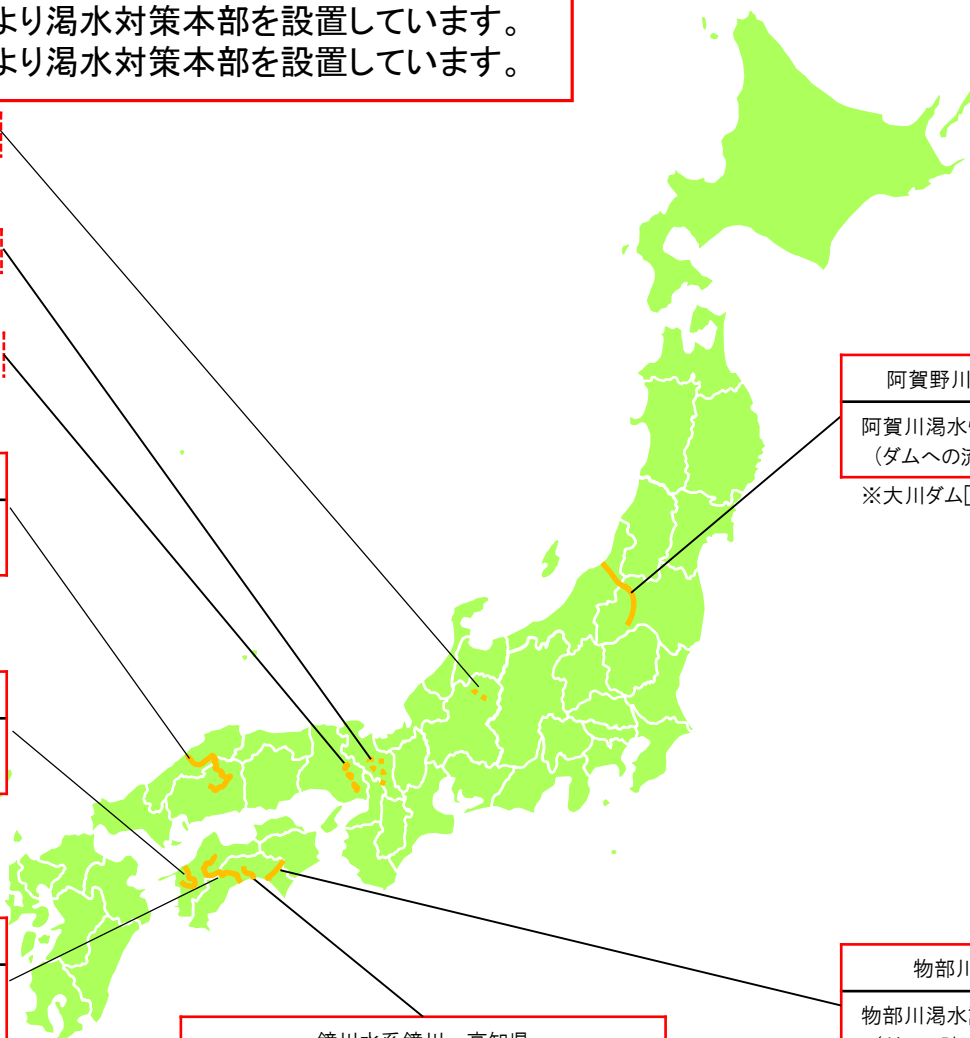 より渇水対策本部を設置しています。
より渇水対策本部を設置しています。
阿賀野川
阿賀川渇水
（ダムへの流
※大川ダム
物部川
物部川渇水
鏡川水系鏡川 高知県